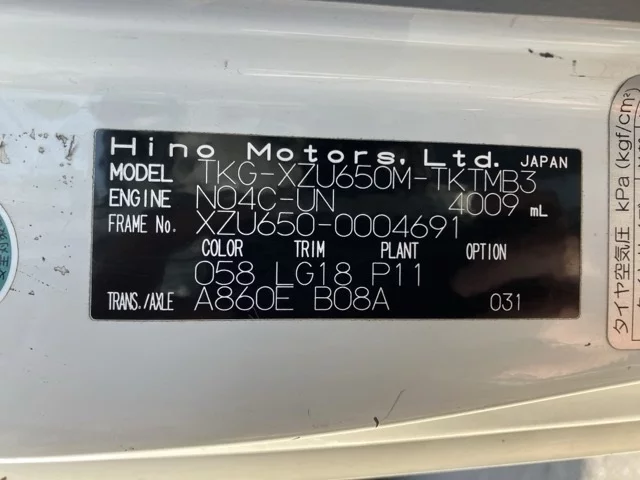 Hino Motors, Ltd. JAPAN
MODEL TKG-XZU650M-TKTMB3
ENGINE N04C-UN 4009 mL
FRAME No. XZU650-0004691
COLOR TRIM PLANT OPTION
058 LG18 P11
TRANS./AXLE A860E B08A 031
タイヤ空気圧 kPa (kgf/cm²)